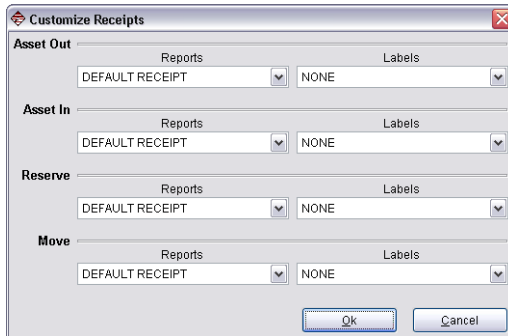 Customize Receipts
Asset Out
Reports Labels
DEFAULT RECEIPT NONE
Asset In
Reports Labels
DEFAULT RECEIPT NONE
Reserve
Reports Labels
DEFAULT RECEIPT NONE
Move
Reports Labels
DEFAULT RECEIPT NONE
Ok Cancel